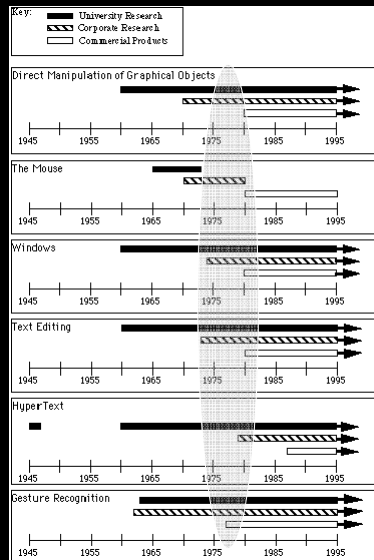 Key:
University Research
Corporate Research
Commercial Products
Direct Manipulation of Graphical Objects
1945 1955 1965 1975 1985 1995
The Mouse
1945 1955 1965 1975 1985 1995
Windows
1945 1955 1965 1975 1985 1995
Text Editing
1945 1955 1965 1975 1985 1995
HyperText
1945 1955 1965 1975 1985 1995
Gesture Recognition
1945 1955 1965 1975 1985 1995